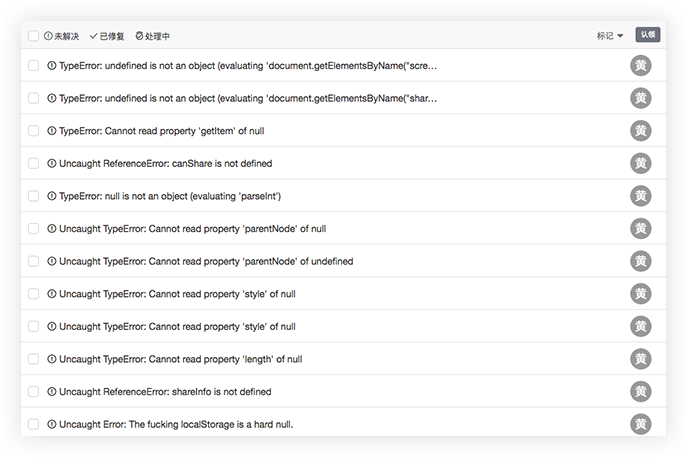 未解决 已修复 处理中 标记 认领
TypeError: undefined is not an object (evaluating 'document.getElementsByName("scre... 黄
TypeError: undefined is not an object (evaluating 'document.getElementsByName("shar... 黄
TypeError: Cannot read property 'getItem' of null 黄
Uncaught ReferenceError: canShare is not defined 黄
TypeError: null is not an object (evaluating 'parseInt') 黄
Uncaught TypeError: Cannot read property 'parentNode' of null 黄
Uncaught TypeError: Cannot read property 'parentNode' of undefined 黄
Uncaught TypeError: Cannot read property 'style' of null 黄
Uncaught TypeError: Cannot read property 'style' of null 黄
Uncaught TypeError: Cannot read property 'length' of null 黄
Uncaught ReferenceError: shareInfo is not defined 黄
Uncaught Error: The fucking localStorage is a hard null. 黄